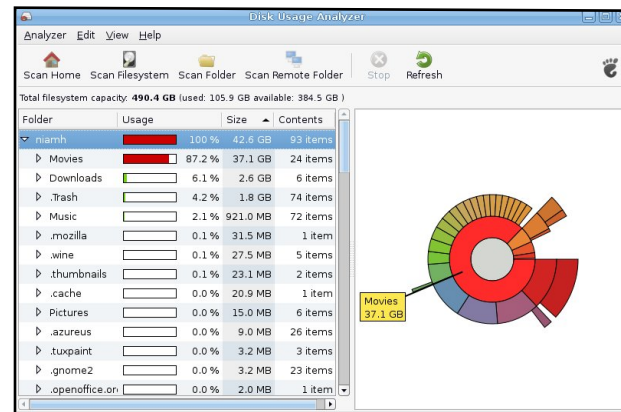 Disk Usage Analyzer
Analyzer Edit View Help
Scan Home Scan Filesystem Scan Folder Scan Remote Folder Stop Refresh
Total filesystem capacity: 490.4 GB (used: 105.9 GB available: 384.5 GB )
Folder Usage Size Contents
niamh 100 % 42.6 GB 93 items
Movies 87.2 % 37.1 GB 24 items
Downloads 6.1 % 2.6 GB 6 items
.Trash 4.2 % 1.8 GB 74 items
Music 2.1 % 921.0 MB 72 items
.mozilla 0.1 % 31.5 MB 1 item
.wine 0.1 % 27.5 MB 5 items
.thumbnails 0.1 % 23.1 MB 2 items
.cache 0.0 % 20.9 MB 1 item
Pictures 0.0 % 15.0 MB 6 items
.azureus 0.0 % 9.0 MB 26 items
.tuxpaint 0.0 % 3.2 MB 3 items
.gnome2 0.0 % 3.2 MB 23 items
.openoffice.or 0.0 % 2.0 MB 1 item
Movies
37.1 GB